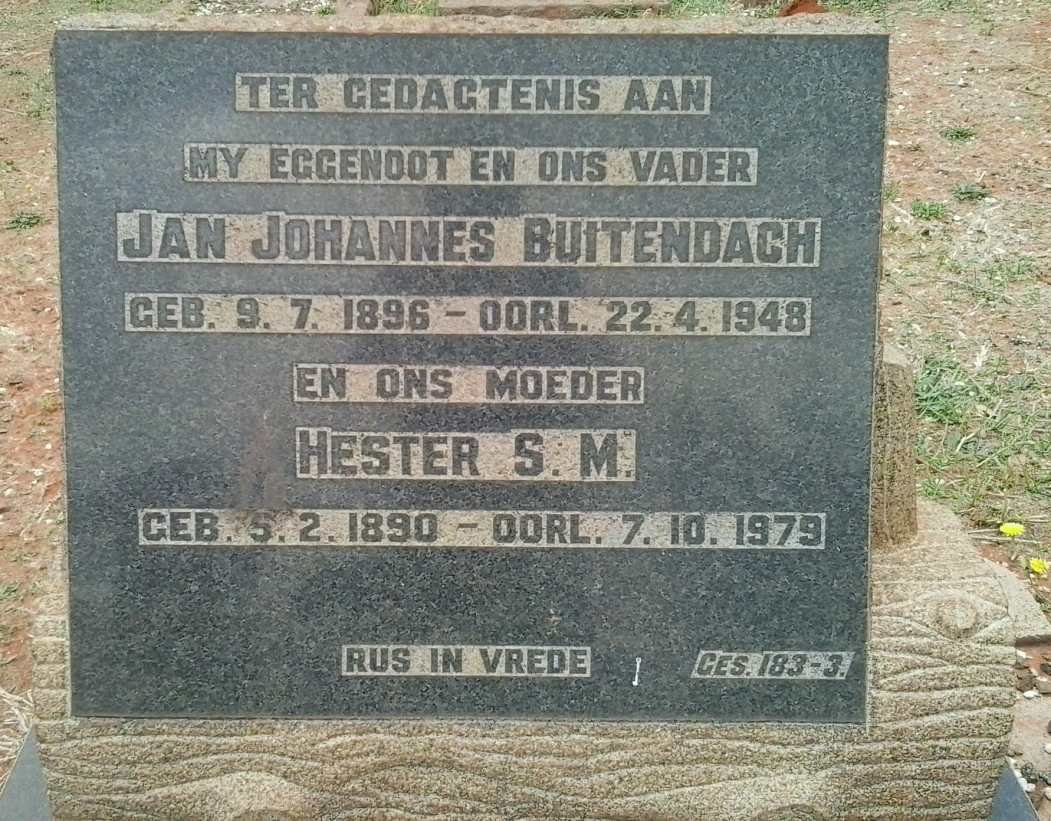 TER GEDAGTENIS AAN
MY EGGENOOT EN ONS VADER
JAN JOHANNES BUITENDACH
GEB. 9. 7. 1896 - OORL. 22. 4. 1948
EN ONS MOEDER
HESTER S. M.
GEB. 5. 2. 1890 - OORL. 7. 10. 1979
RUS IN VREDE
GES. 183-3.